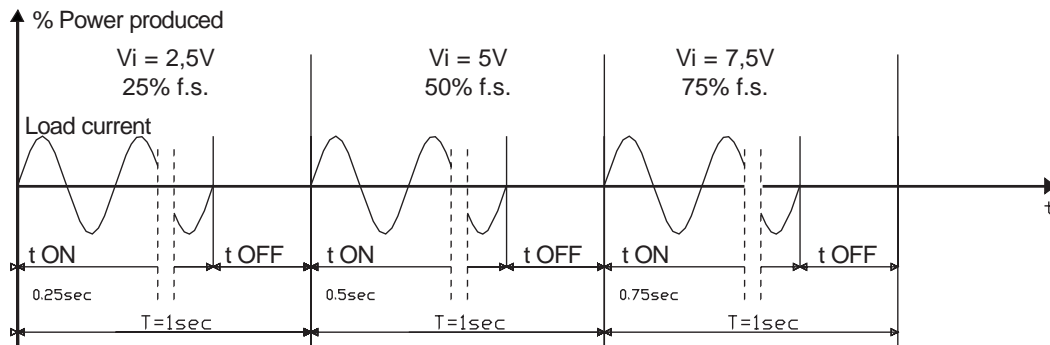 % Power produced
Vi = 2,5V
25% f.s.
Vi = 5V
50% f.s.
Vi = 7,5V
75% f.s.
Load current
t
t ON
t OFF
t ON
t OFF
t ON
t OFF
0.25sec
0.5sec
0.75sec
T=1sec
T=1sec
T=1sec